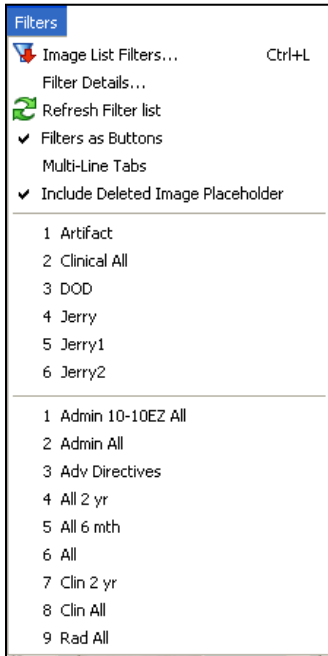 Filters
Image List Filters... Ctrl+L
Filter Details...
Refresh Filter list
Filters as Buttons
Multi-Line Tabs
Include Deleted Image Placeholder
1 Artifact
2 Clinical All
3 DOD
4 Jerry
5 Jerry1
6 Jerry2
1 Admin 10-10EZ All
2 Admin All
3 Adv Directives
4 All 2 yr
5 All 6 mth
6 All
7 Clin 2 yr
8 Clin All
9 Rad All